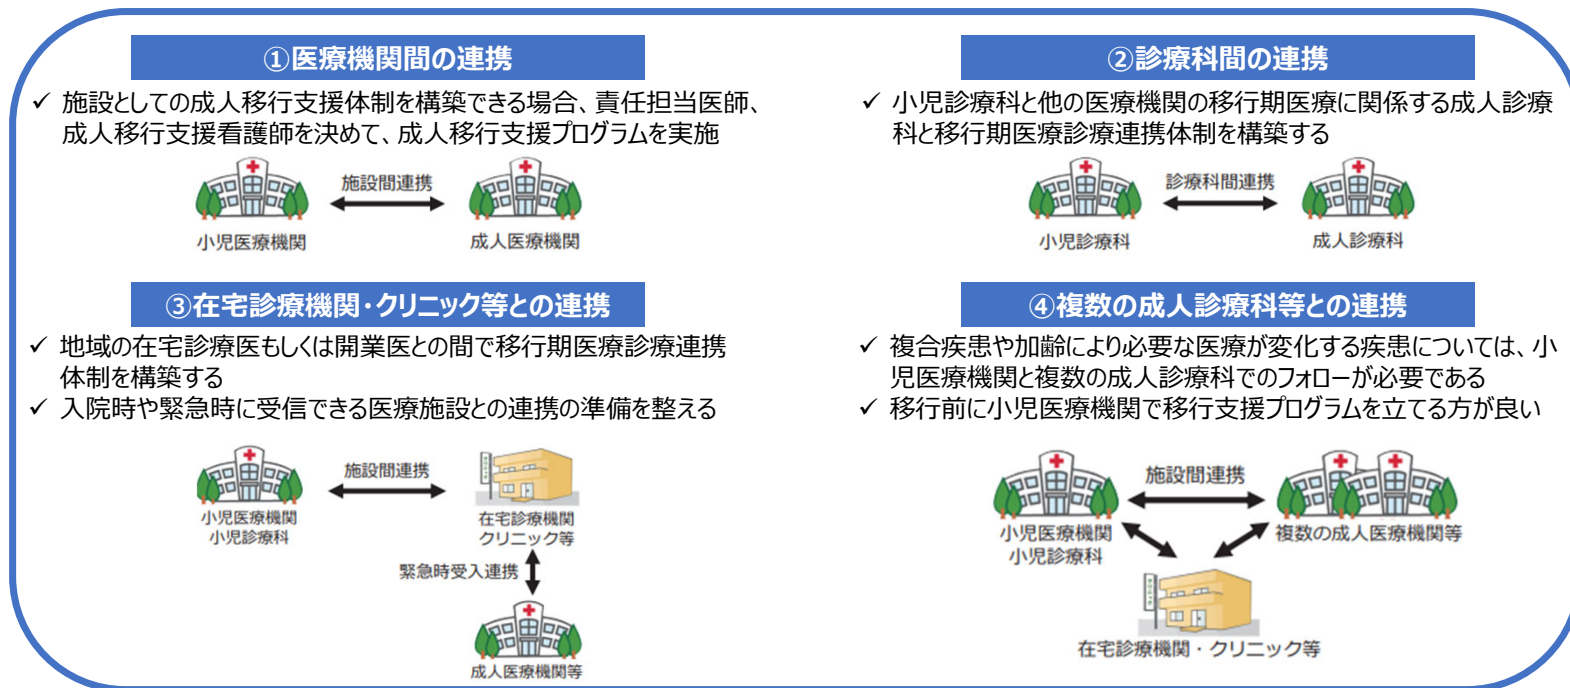 ①医療機関間の連携
✓ 施設としての成人移行支援体制を構築できる場合、責任担当医師、
成人移行支援看護師を決めて、成人移行支援プログラムを実施
施設間連携
小児医療機関
成人医療機関
②診療科間の連携
✓ 小児診療科と他の医療機関の移行期医療に関係する成人診療
科と移行期医療診療連携体制を構築する
診療科間連携
小児診療科
成人診療科
③在宅診療機関・クリニック等との連携
✓ 地域の在宅診療医もしくは開業医との間で移行期医療診療連携
体制を構築する
✓ 入院時や緊急時に受信できる医療施設との連携の準備を整える
施設間連携
小児医療機関
小児診療科
在宅診療機関
クリニック等
緊急時受入連携
成人医療機関等
④複数の成人診療科等との連携
✓ 複合疾患や加齢により必要な医療が変化する疾患については、小
児医療機関と複数の成人診療科でのフォローが必要である
✓ 移行前に小児医療機関で移行支援プログラムを立てる方が良い
施設間連携
小児医療機関
小児診療科
複数の成人医療機関等
在宅診療機関・クリニック等